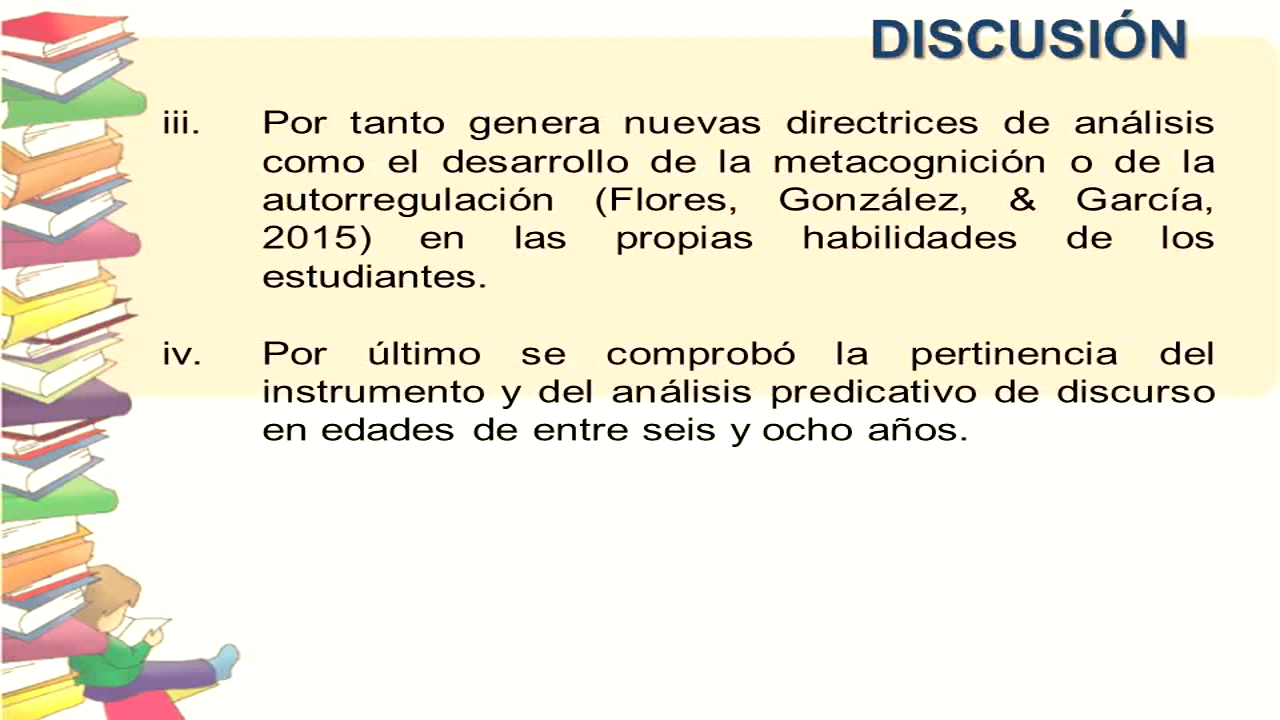 DISCUSIÓN
iii. Por tanto genera nuevas directrices de análisis
como el desarrollo de la metacognición o de la
autorregulación (Flores, González, & García,
2015) en las propias habilidades de los
estudiantes.
iv. Por último se comprobó la pertinencia del
instrumento y del análisis predicativo de discurso
en edades de entre seis y ocho años.